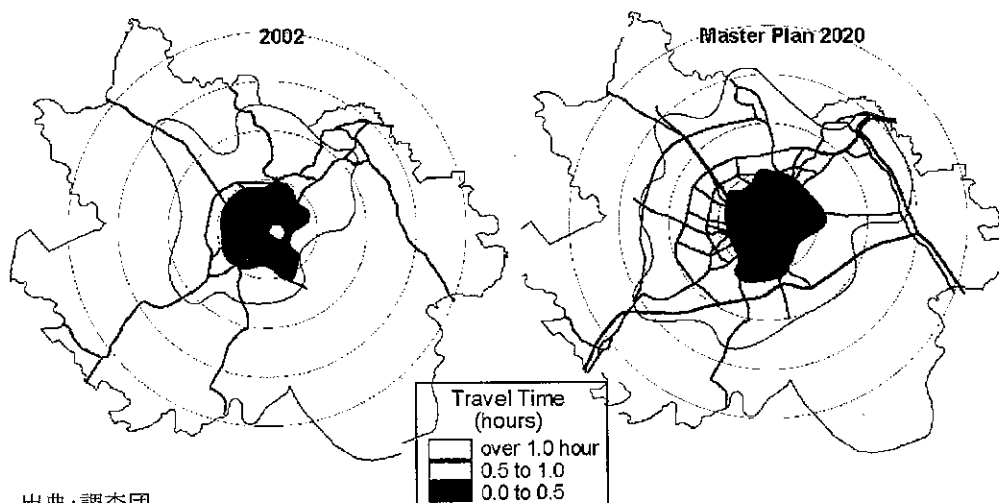 2002
Master Plan 2020
Travel Time
(hours)
over 1.0 hour
0.5 to 1.0
0.0 to 0.5
出典:調査団